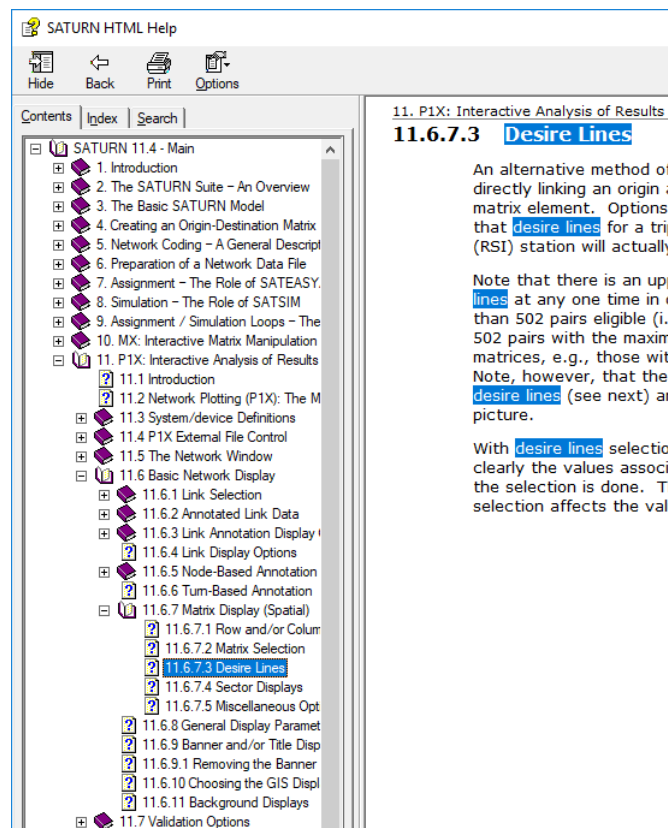 SATURN HTML Help
Hide Back Print Options
Contents Index Search
SATURN 11.4 - Main
1. Introduction
2. The SATURN Suite – An Overview
3. The Basic SATURN Model
4. Creating an Origin-Destination Matrix
5. Network Coding – A General Descript
6. Preparation of a Network Data File
7. Assignment – The Role of SATEASY.
8. Simulation – The Role of SATSIM
9. Assignment / Simulation Loops – The
10. MX: Interactive Matrix Manipulation
11. P1X: Interactive Analysis of Results
11.1 Introduction
11.2 Network Plotting (P1X): The M
11.3 System/device Definitions
11.4 P1X External File Control
11.5 The Network Window
11.6 Basic Network Display
11.6.1 Link Selection
11.6.2 Annotated Link Data
11.6.3 Link Annotation Display
11.6.4 Link Display Options
11.6.5 Node-Based Annotation
11.6.6 Turn-Based Annotation
11.6.7 Matrix Display (Spatial)
11.6.7.1 Row and/or Colum
11.6.7.2 Matrix Selection
11.6.7.3 Desire Lines
11.6.7.4 Sector Displays
11.6.7.5 Miscellaneous Opt
11.6.8 General Display Paramet
11.6.9 Banner and/or Title Disp
11.6.9.1 Removing the Banner
11.6.10 Choosing the GIS Displ
11.6.11 Background Displays
11.7 Validation Options
11. P1X: Interactive Analysis of Results
11.6.7.3 Desire Lines
An alternative method of
directly linking an origin a
matrix element. Options
that desire lines for a trip
(RSI) station will actually
Note that there is an upp
lines at any one time in
than 502 pairs eligible (i.
502 pairs with the maxim
matrices, e.g., those wit
Note, however, that the
desire lines (see next) an
picture.
With desire lines selectio
clearly the values associ
the selection is done. T
selection affects the val